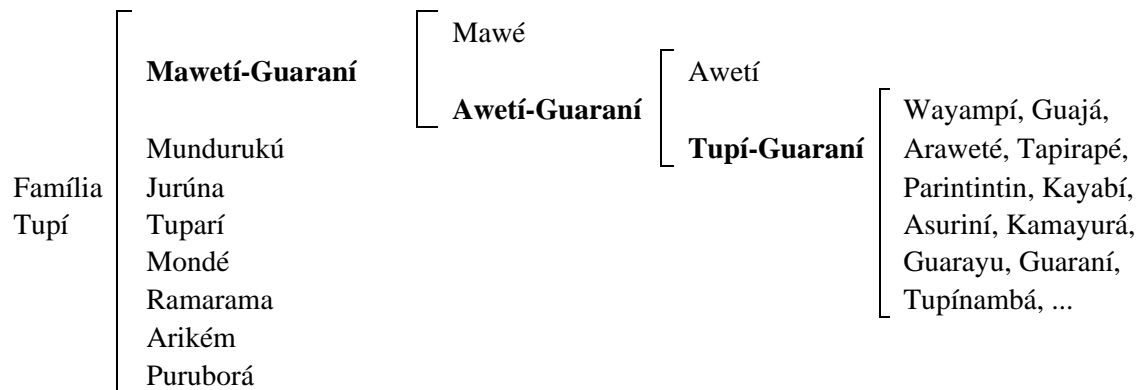 Mawé
Mawetí-Guaraní Awetí
Awetí-Guaraní Wayampí, Guajá,
Mundurukú Tupí-Guaraní Araweté, Tapirapé,
Família Jurúna Parintintin, Kayabí,
Tupí Tuparí Asuriní, Kamayurá,
Mondé Guarayu, Guaraní,
Ramarama Tupínambá, ...
Arikém
Puruborá